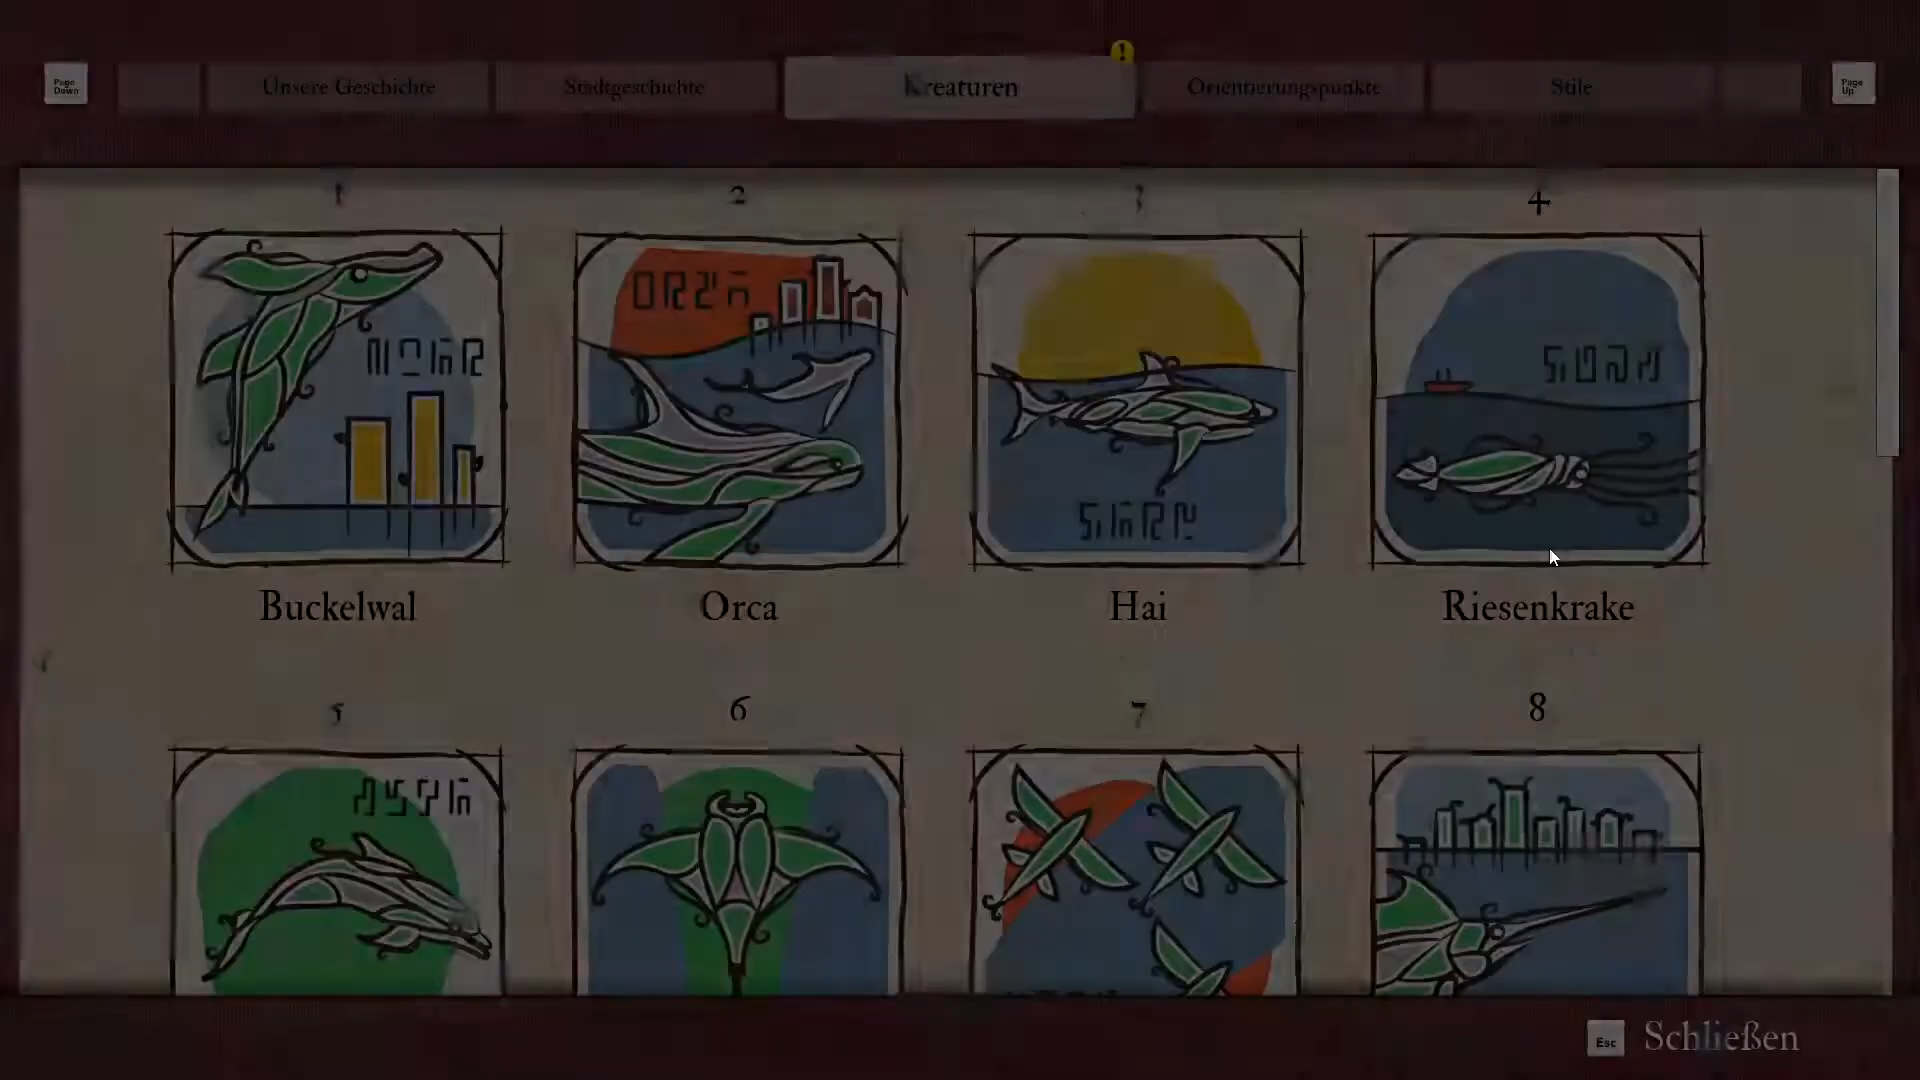 Page Down
Unsere Geschichte
Stadtgeschichte
Kreaturen
!
Orientierungspunkte
Stile
Page Up
1
2
3
4
Buckelwal
Orca
Hai
Riesenkrake
5
6
7
8
Esc
Schließen